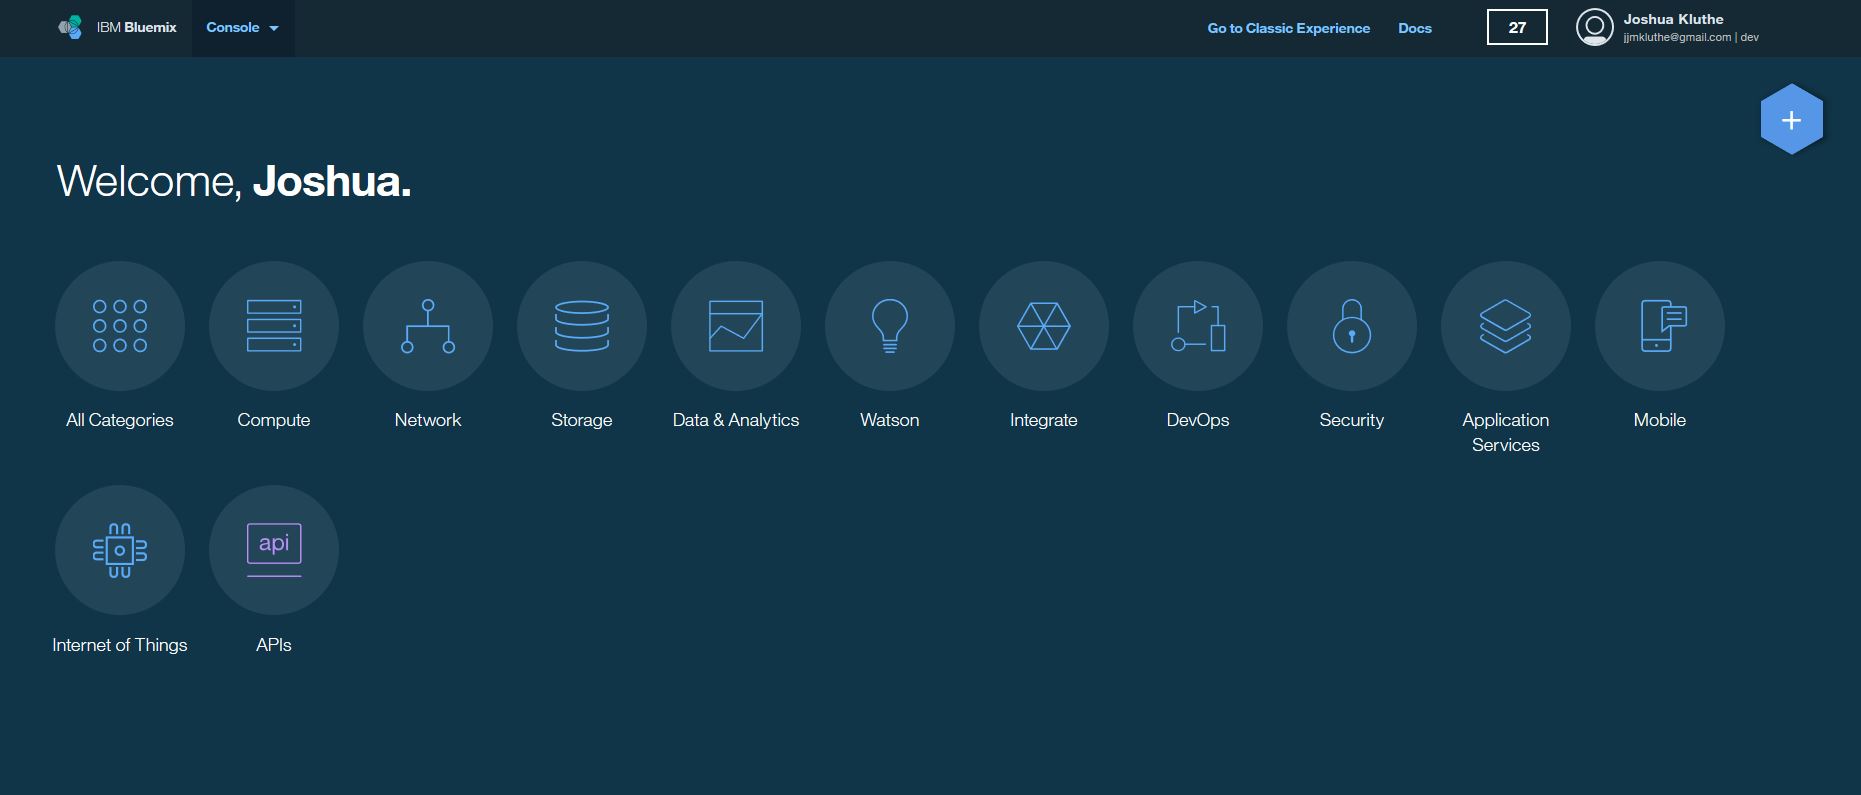 IBM Bluemix
Console
Go to Classic Experience
Docs
27
Joshua Kluthe
jjmkluthe@gmail.com | dev
+
Welcome, Joshua.
All Categories
Compute
Network
Storage
Data & Analytics
Watson
Integrate
DevOps
Security
Application
Services
Mobile
api
Internet of Things
APIs